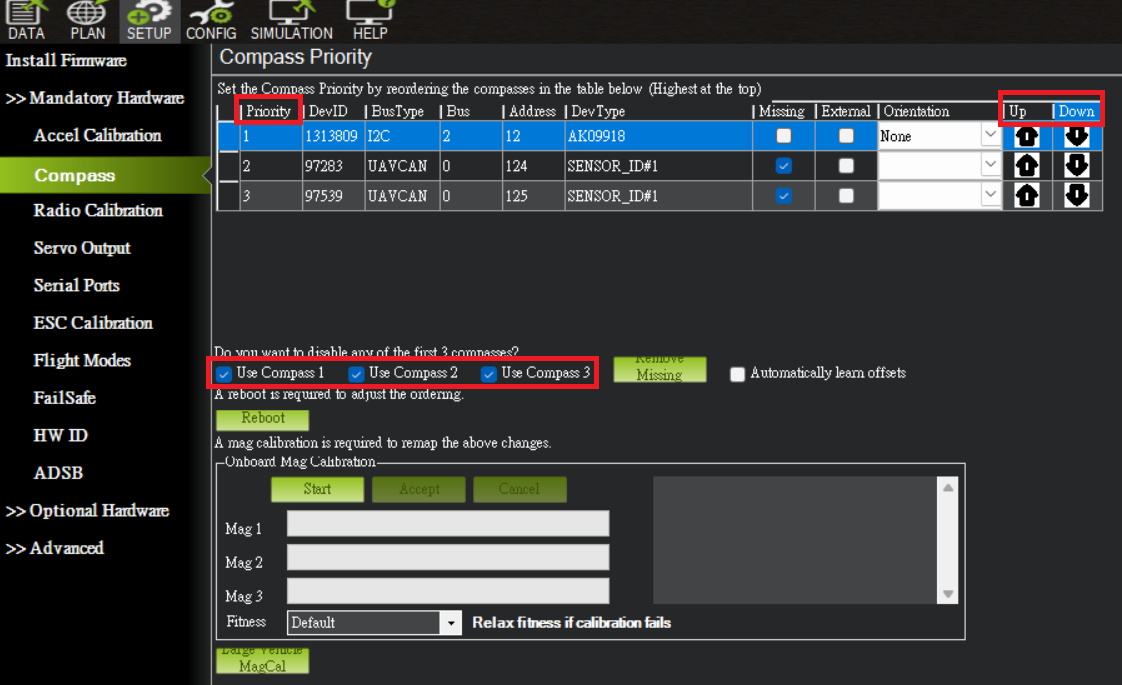 DATA PLAN SETUP CONFIG SIMULATION HELP
Install Firmware
>> Mandatory Hardware
Accel Calibration
Compass
Radio Calibration
Servo Output
Serial Ports
ESC Calibration
Flight Modes
FailSafe
HW ID
ADSB
>> Optional Hardware
>> Advanced
Compass Priority
Set the Compass Priority by reordering the compasses in the table below (Highest at the top)
Priority DevID BusType Bus Address DevType Missing External Orientation Up Down
1 1313809 I2C 2 12 AK09918 None
2 97283 UAVCAN 0 124 SENSOR_ID#1
3 97539 UAVCAN 0 125 SENSOR_ID#1
Do you want to disable any of the first 3 compasses?
Use Compass 1 Use Compass 2 Use Compass 3
Remove
Missing
Automatically learn offsets
A reboot is required to adjust the ordering.
Reboot
A mag calibration is required to remap the above changes.
Onboard Mag Calibration
Start Accept Cancel
Mag 1
Mag 2
Mag 3
Fitness Default Relax fitness if calibration fails
Large Vehicle
MagCal